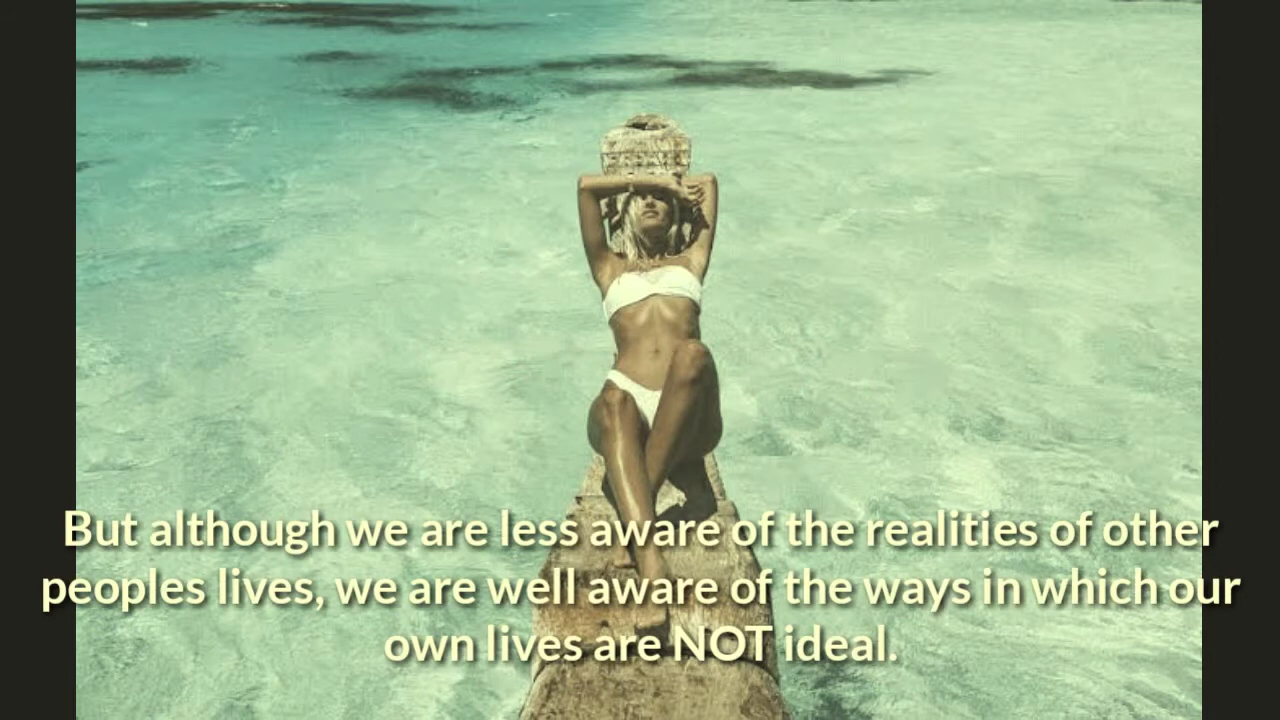 But although we are less aware of the realities of other
peoples lives, we are well aware of the ways in which our
own lives are NOT ideal.